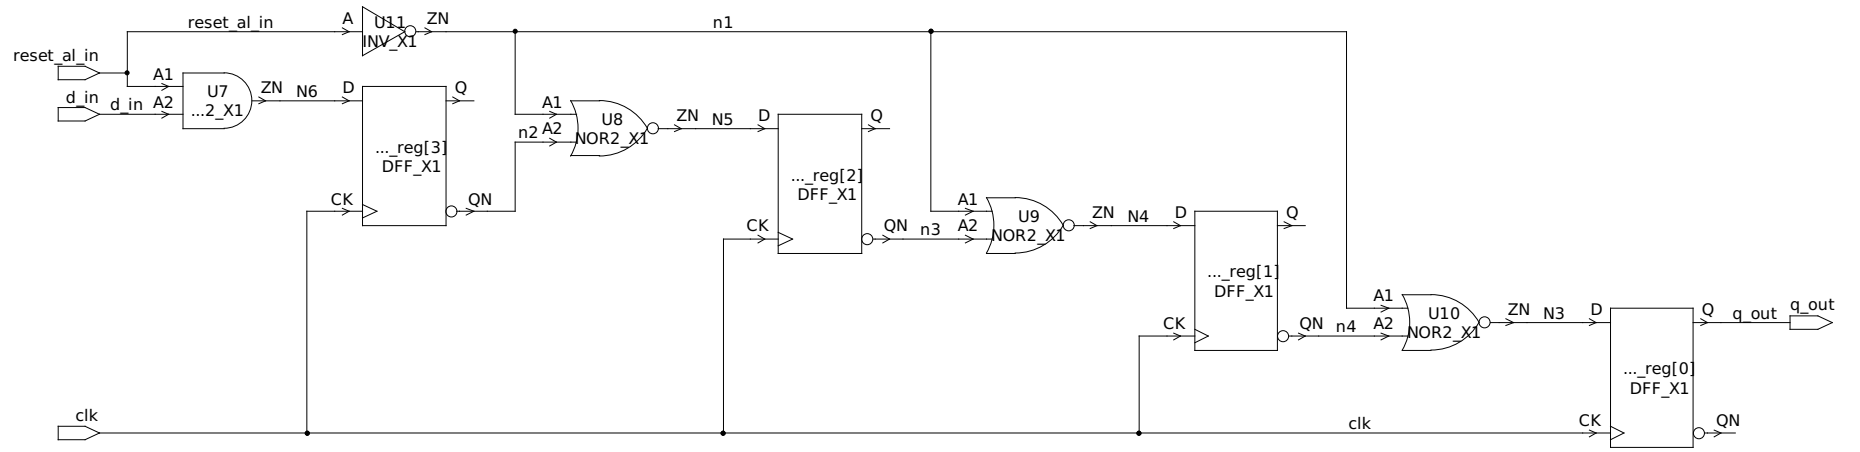 reset_al_in
A
U11
INV_X1
ZN
n1
reset_al_in
A1
d_in
d_in
A2
U7
...2_X1
ZN
N6
D
Q
..._reg[3]
DFF_X1
CK
QN
n2
A1
A2
U8
NOR2_X1
ZN
N5
D
Q
..._reg[2]
DFF_X1
CK
QN
n3
A1
A2
U9
NOR2_X1
ZN
N4
D
Q
..._reg[1]
DFF_X1
CK
QN
n4
A1
A2
U10
NOR2_X1
ZN
N3
D
Q
q_out
q_out
..._reg[0]
DFF_X1
clk
clk
CK
QN